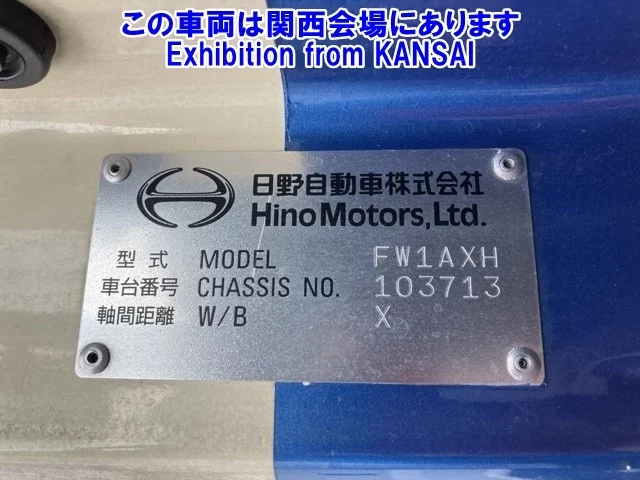 この車両は関西会場にあります
Exhibition from KANSAI
日野自動車株式会社
Hino Motors, Ltd.
型式 MODEL FW1AXH
車台番号 CHASSIS NO. 103713
軸間距離 W/B X